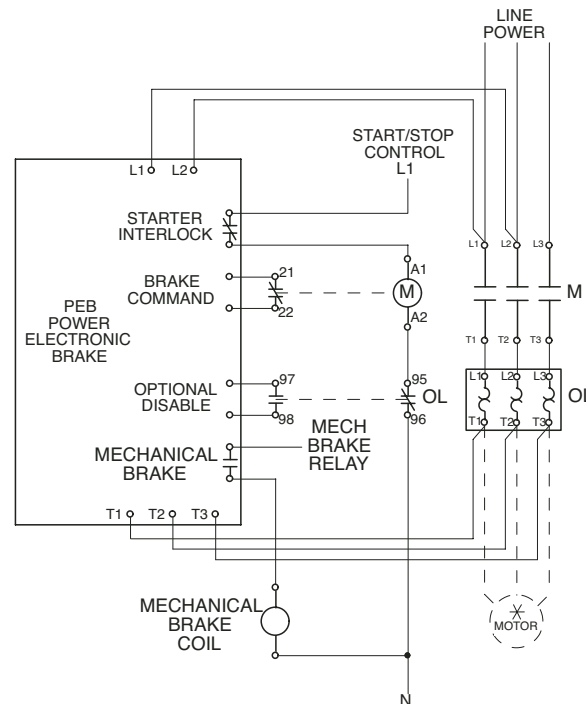 LINE
POWER
START/STOP
CONTROL
L1
L1 L2
STARTER
INTERLOCK
L1 L2 L3
A1
21
BRAKE
COMMAND
M
M
22
A2
PEB
POWER
ELECTRONIC
BRAKE
T1 T2 T3
97
95
L1 L2 L3
OPTIONAL
DISABLE
OL
OL
98
96
T1 T2 T3
MECH
BRAKE
RELAY
MECHANICAL
BRAKE
T1 T2 T3
MECHANICAL
BRAKE
COIL
MOTOR
N